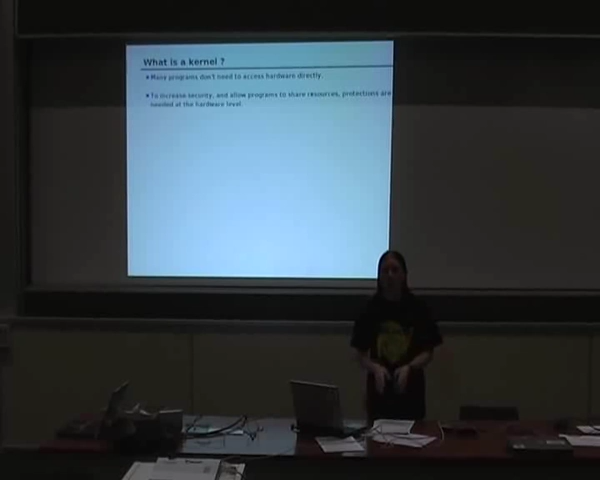 What is a kernel ?
• Many programs don't need to access hardware directly.
• To increase security, and allow programs to share resources, protections are
needed at the hardware level.